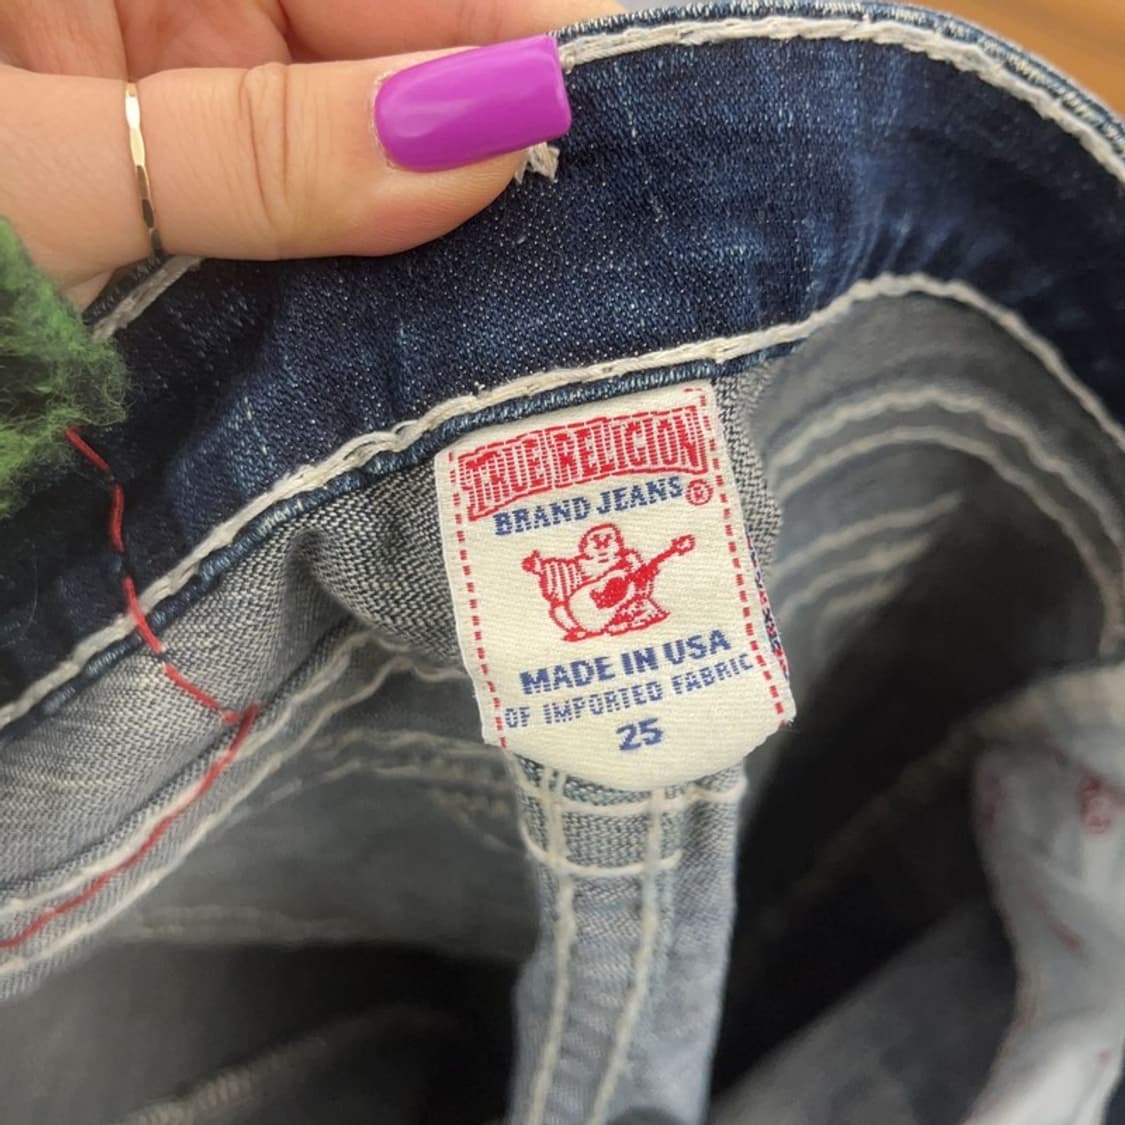 TRUE RELIGION
BRAND JEANS ®
MADE IN USA
OF IMPORTED FABRIC
25